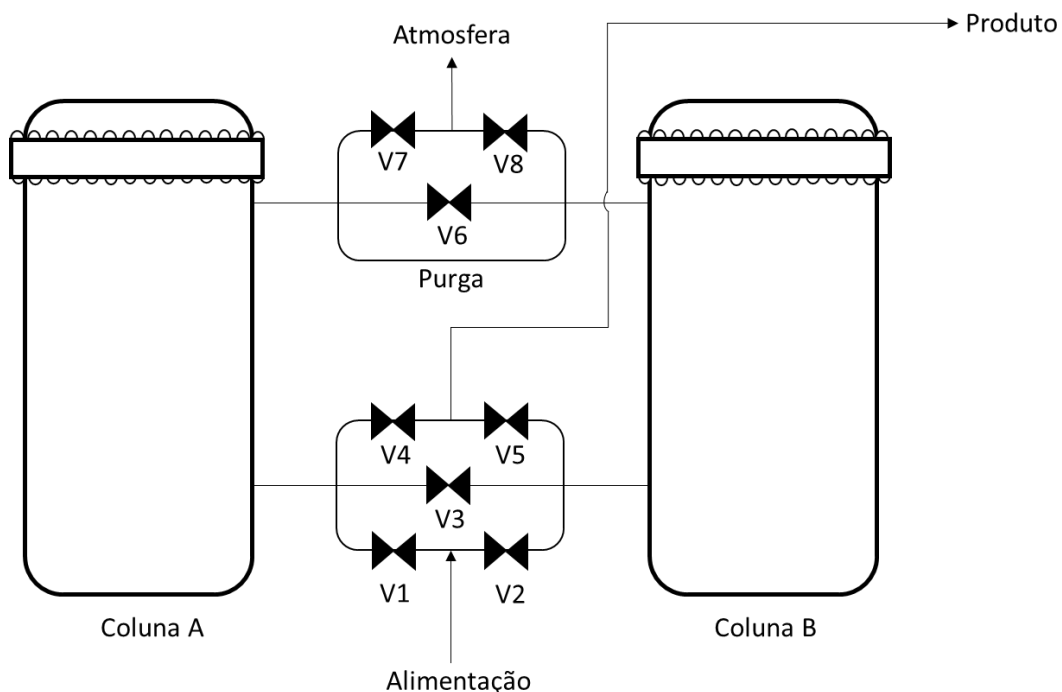 Produto
Atmosfera
V7
V8
V6
Purga
V4
V5
V3
V1
V2
Coluna A
Coluna B
Alimentação